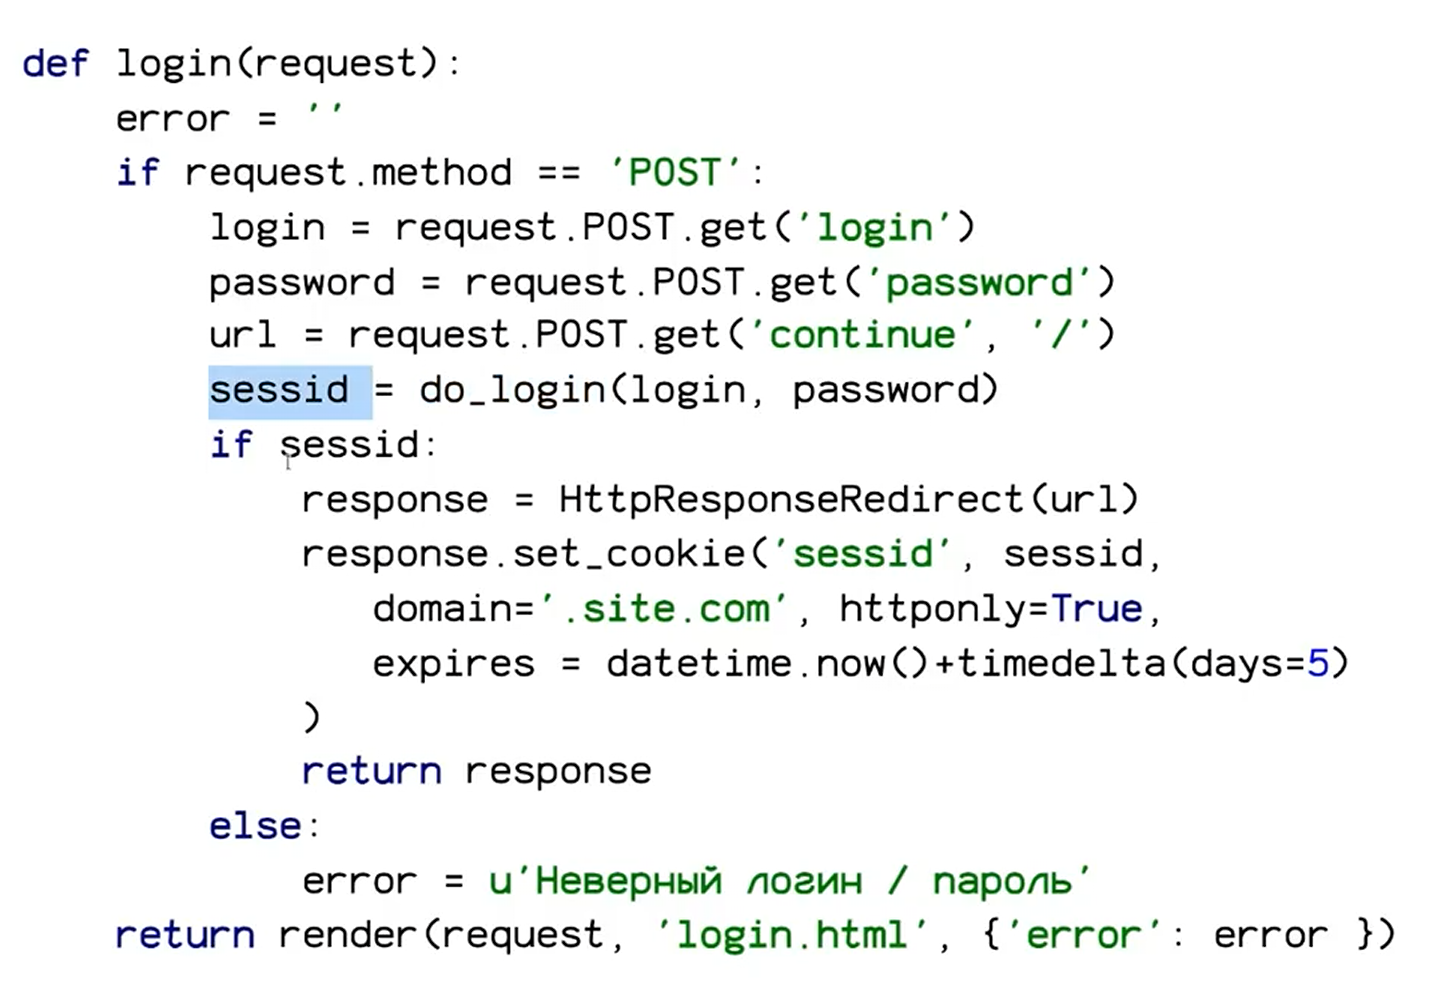 def login(request):
    error = ''
    if request.method == 'POST':
        login = request.POST.get('login')
        password = request.POST.get('password')
        url = request.POST.get('continue', '/')
        sessid = do_login(login, password)
        if sessid:
            response = HttpResponseRedirect(url)
            response.set_cookie('sessid', sessid,
               domain='.site.com', httponly=True,
               expires = datetime.now()+timedelta(days=5)
            )
            return response
        else:
            error = u'Неверный логин / пароль'
    return render(request, 'login.html', {'error': error })